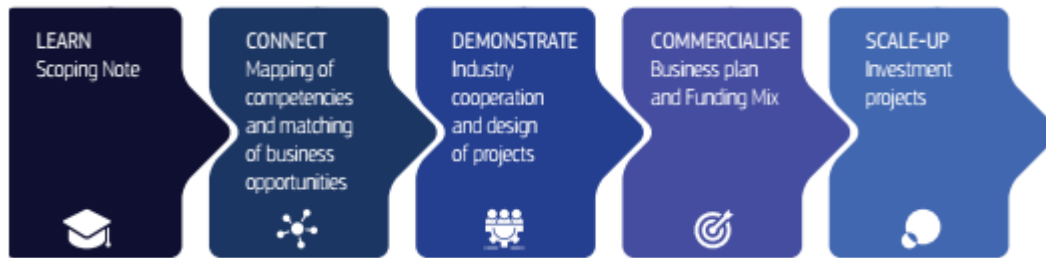 LEARN
Scoping Note
CONNECT
Mapping of
competencies
and matching
of business
opportunities
DEMONSTRATE
Industry
cooperation
and design
of projects
COMMERCIALISE
Business plan
and Funding Mix
SCALE-UP
Investment
projects